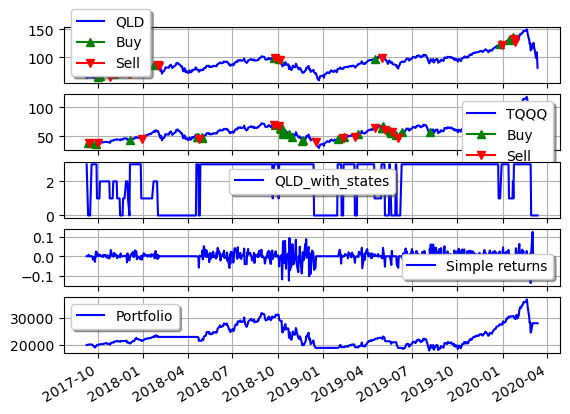 QLD
Buy
Sell
150
100
TQQQ
Buy
Sell
100
50
QLD_with_states
2
0
0.1
0.0
−0.1
Simple returns
Portfolio
30000
20000
2017-10
2018-01
2018-04
2018-07
2018-10
2019-01
2019-04
2019-07
2019-10
2020-01
2020-04